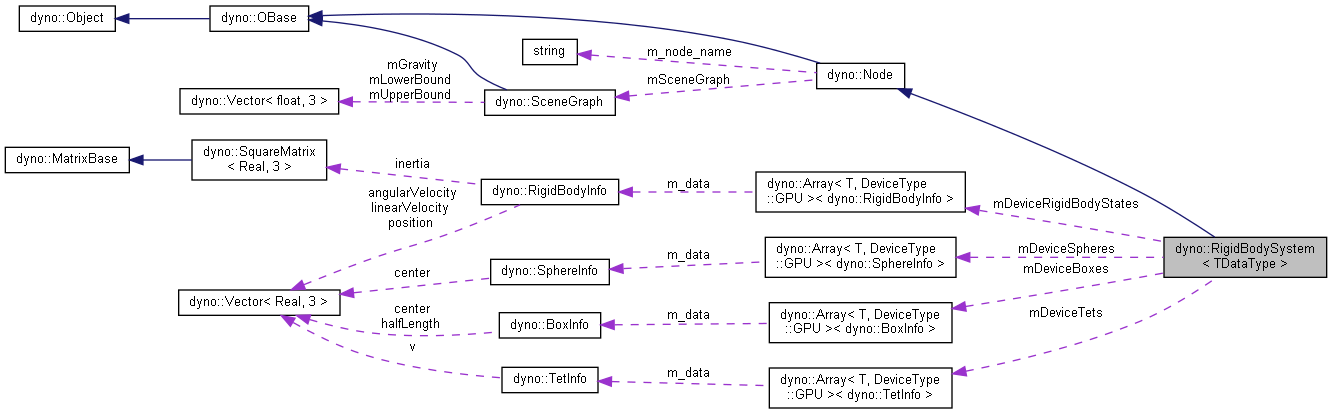 dyno::Object
dyno::OBase
string
m_node_name
dyno::Node
mGravity
mLowerBound
mUpperBound
mSceneGraph
dyno::Vector< float, 3 >
dyno::SceneGraph
dyno::MatrixBase
dyno::SquareMatrix
< Real, 3 >
inertia
angularVelocity
linearVelocity
position
dyno::RigidBodyInfo
m_data
dyno::Array< T, DeviceType
::GPU >< dyno::RigidBodyInfo >
mDeviceRigidBodyStates
dyno::RigidBodySystem
< TDataType >
center
dyno::SphereInfo
m_data
dyno::Array< T, DeviceType
::GPU >< dyno::SphereInfo >
mDeviceSpheres
mDeviceBoxes
dyno::Vector< Real, 3 >
center
halfLength
dyno::BoxInfo
m_data
dyno::Array< T, DeviceType
::GPU >< dyno::BoxInfo >
mDeviceTets
v
dyno::TetInfo
m_data
dyno::Array< T, DeviceType
::GPU >< dyno::TetInfo >